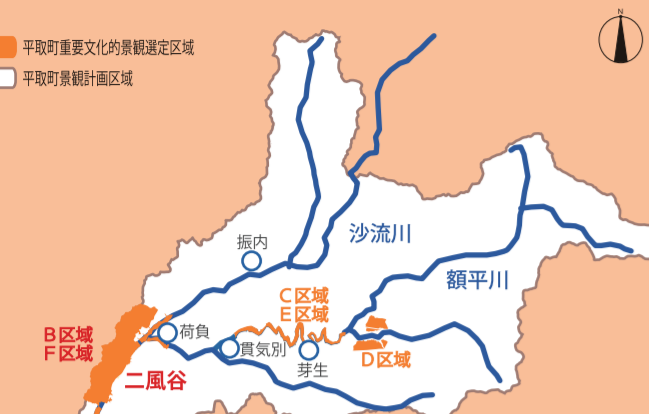 N
平取町重要文化的景観選定区域
平取町景観計画区域
沙流川
振内
額平川
C区域
E区域
B区域
F区域
荷負
貫気別
芽生
D区域
二風谷